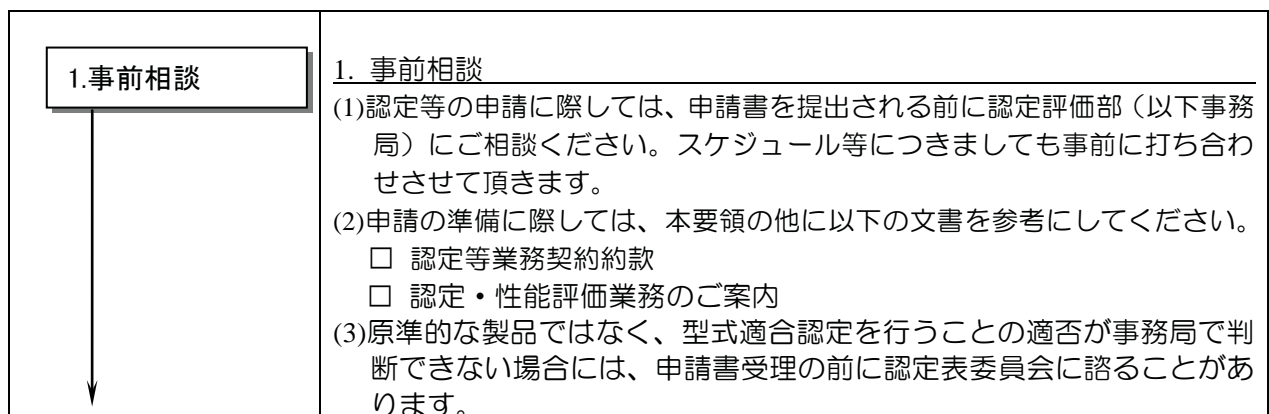 1.事前相談
1. 事前相談
(1)認定等の申請に際しては、申請書を提出される前に認定評価部（以下事務
局）にご相談ください。スケジュール等につきましても事前に打ち合わ
せさせて頂きます。
(2)申請の準備に際しては、本要領の他に以下の文書を参考にしてください。
□ 認定等業務契約約款
□ 認定・性能評価業務のご案内
(3)原準的な製品ではなく、型式適合認定を行うことの適否が事務局で判
断できない場合には、申請書受理の前に認定表委員会に諮ることがあ
ります。